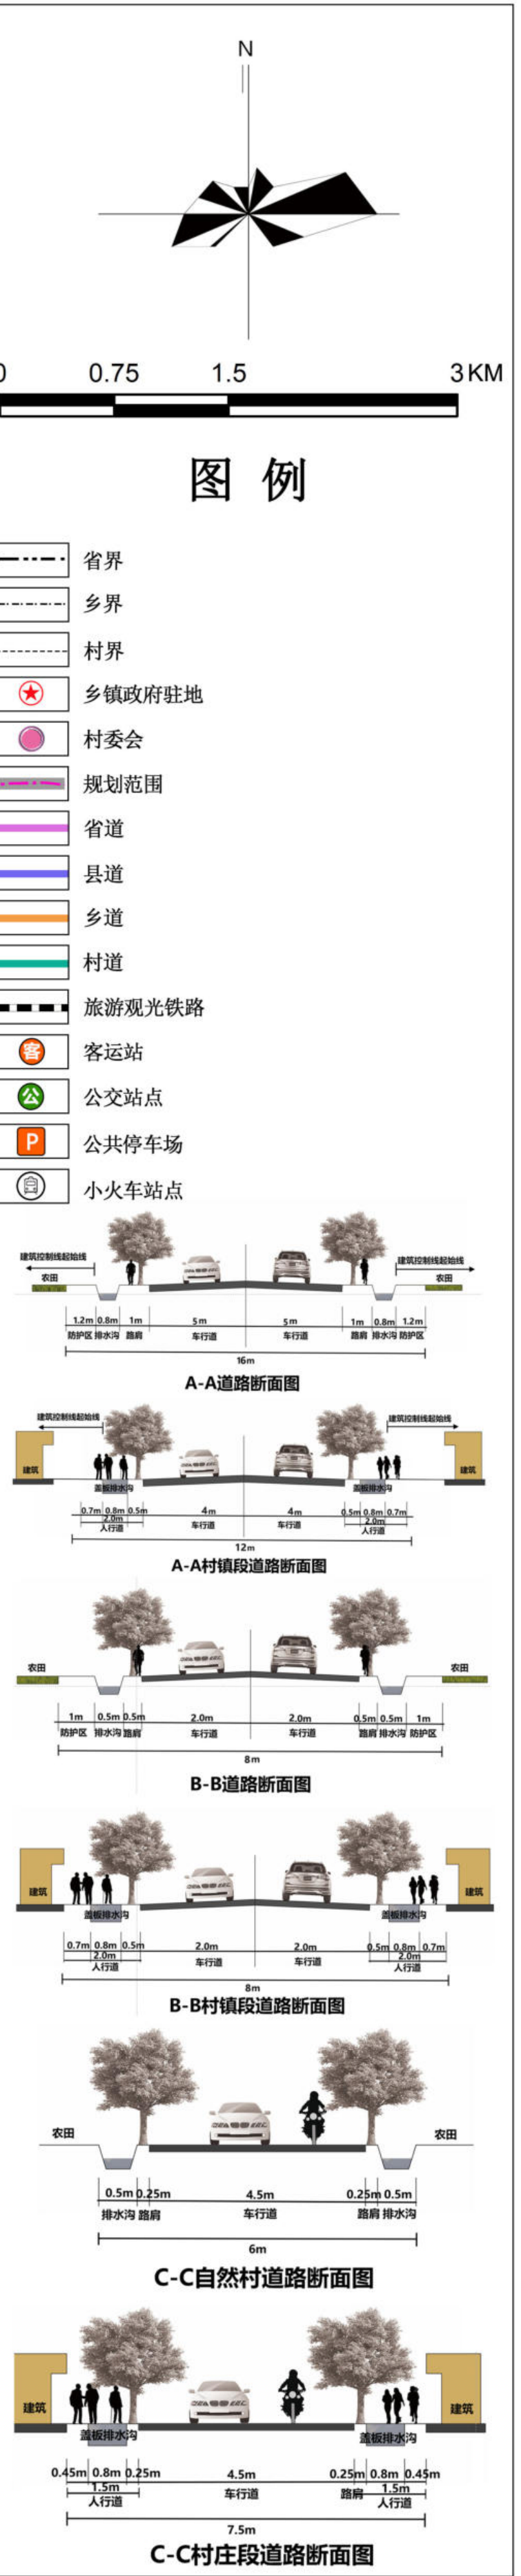 N
0 0.75 1.5 3KM
图 例
省界
乡界
村界
乡镇政府驻地
村委会
规划范围
省道
县道
乡道
村道
旅游观光铁路
客 客运站
公 公交站点
P 公共停车场
小火车站点
建筑控制线起始线 建筑控制线起始线
农田 农田
1.2m 0.8m 1m 5m 5m 1m 0.8m 1.2m
防护区 排水沟 路肩 车行道 车行道 路肩 排水沟 防护区
16m
A-A道路断面图
建筑控制线起始线 建筑控制线起始线
建筑 建筑
盖板排水沟 盖板排水沟
0.7m 0.8m 0.5m 4m 4m 0.5m 0.8m 0.7m
2.0m 2.0m
人行道 车行道 车行道 人行道
12m
A-A村镇段道路断面图
农田 农田
1m 0.5m 0.5m 2.0m 2.0m 0.5m 0.5m 1m
防护区 排水沟 路肩 车行道 车行道 路肩 排水沟 防护区
8m
B-B道路断面图
建筑 建筑
盖板排水沟 盖板排水沟
0.7m 0.8m 0.5m 2.0m 2.0m 0.5m 0.8m 0.7m
2.0m 2.0m
人行道 车行道 车行道 人行道
8m
B-B村镇段道路断面图
农田 农田
0.5m 0.25m 4.5m 0.25m 0.5m
排水沟 路肩 车行道 路肩 排水沟
6m
C-C自然村道路断面图
建筑 建筑
盖板排水沟 盖板排水沟
0.45m 0.8m 0.25m 4.5m 0.25m 0.8m 0.45m
1.5m 1.5m
人行道 车行道 路肩 人行道
7.5m
C-C村庄段道路断面图